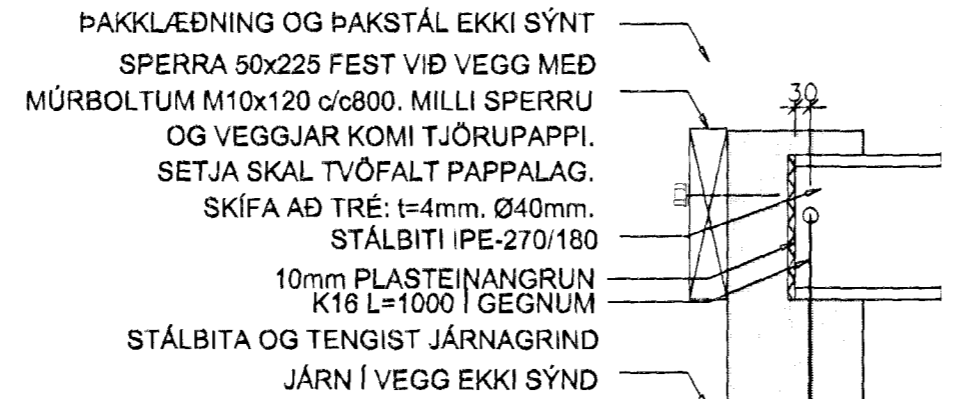 ÞAKKLÆÐNING OG ÞAKSTÁL EKKI SÝNT
SPERRA 50x225 FEST VIÐ VEGG MEÐ
MÚRBOLTUM M10x120 c/c800. MILLI SPERRU
OG VEGGJAR KOMI TJÖRUPAPPI.
SETJA SKAL TVÖFALT PAPPALAG.
SKÍFA AÐ TRÉ: t=4mm. Ø40mm.
STÁLBITI IPE-270/180
10mm PLASTEINANGRUN
K16 L=1000 Í GEGNUM
STÁLBITA OG TENGIST JÁRNAGRIND
JÁRN Í VEGG EKKI SÝND
30